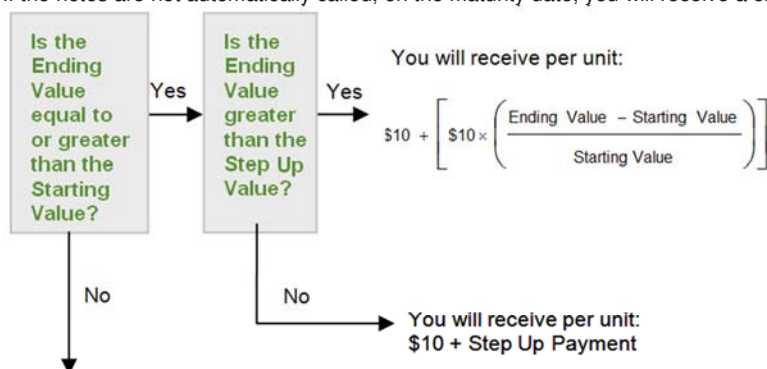 If the notes are not automatically called, on the maturity date, you will receive a
Is the
Ending
Value
equal to
or greater
than the
Starting
Value?
Yes
Is the
Ending
Value
greater
than the
Step Up
Value?
Yes
You will receive per unit:
$10 + [ $10 × ( Ending Value – Starting Value / Starting Value ) ]
No
No
You will receive per unit:
$10 + Step Up Payment